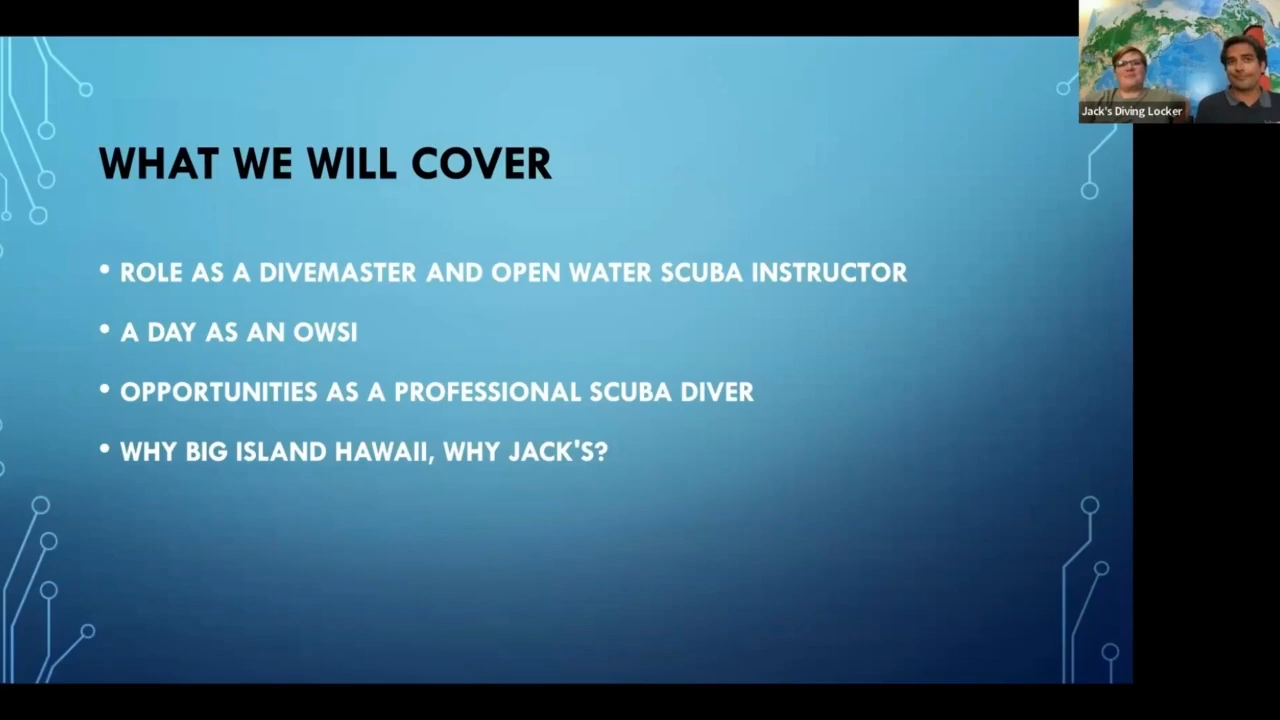 WHAT WE WILL COVER
• ROLE AS A DIVEMASTER AND OPEN WATER SCUBA INSTRUCTOR
• A DAY AS AN OWSI
• OPPORTUNITIES AS A PROFESSIONAL SCUBA DIVER
• WHY BIG ISLAND HAWAII, WHY JACK'S?
Jack's Diving Locker